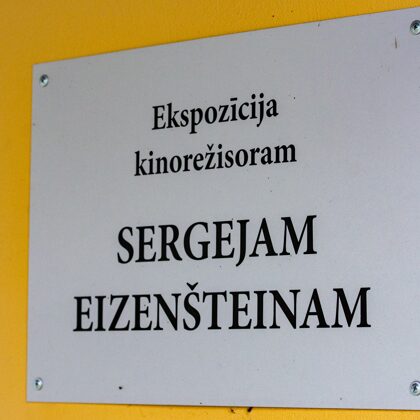 Ekspozīcija
kinorežisoram
SERGEJAM
EIZENŠTEINAM